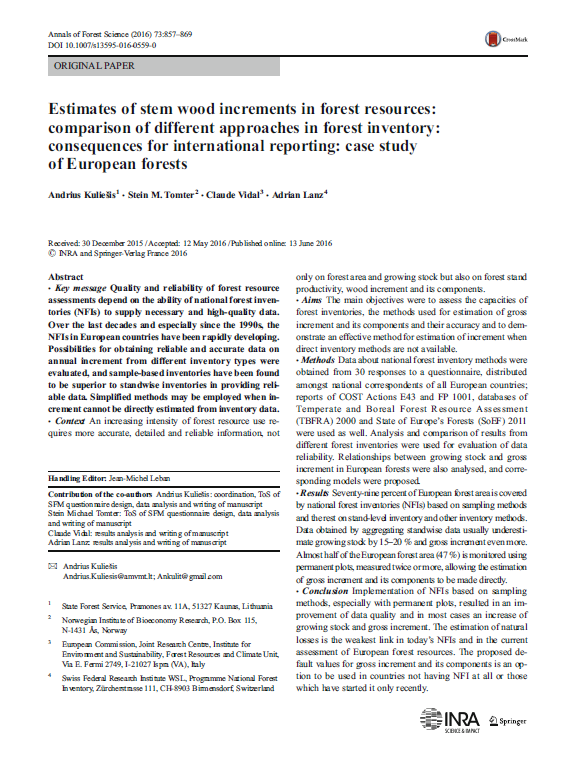 Annals of Forest Science (2016) 73:857–869
DOI 10.1007/s13595-016-0559-0
CrossMark
ORIGINAL PAPER
Estimates of stem wood increments in forest resources:
comparison of different approaches in forest inventory:
consequences for international reporting: case study
of European forests
Andrius Kuliešis1 • Stein M. Tomter2 • Claude Vidal3 • Adrian Lanz4
Received: 30 December 2015 / Accepted: 12 May 2016 / Published online: 13 June 2016
© INRA and Springer-Verlag France 2016
Abstract
• Key message Quality and reliability of forest resource
assessments depend on the ability of national forest inven-
tories (NFIs) to supply necessary and high-quality data.
Over the last decades and especially since the 1990s, the
NFIs in European countries have been rapidly developing.
Possibilities for obtaining reliable and accurate data on
annual increment from different inventory types were
evaluated, and sample-based inventories have been found
to be superior to standwise inventories in providing reli-
able data. Simplified methods may be employed when in-
crement cannot be directly estimated from inventory data.
• Context An increasing intensity of forest resource use re-
quires more accurate, detailed and reliable information, not
Handling Editor: Jean-Michel Leban
Contribution of the co-authors Andrius Kuliešis: coordination, ToS of
SFM questionnaire design, data analysis and writing of manuscript
Stein Michael Tomter: ToS of SFM questionnaire design, data analysis
and writing of manuscript
Claude Vidal: results analysis and writing of manuscript
Adrian Lanz: results analysis and writing of manuscript
Andrius Kuliešis
Andrius.Kuliesis@amvmt.lt; Ankulit@gmail.com
1 State Forest Service, Pramones av. 11A, 51327 Kaunas, Lithuania
2 Norwegian Institute of Bioeconomy Research, P.O. Box 115,
N-1431 Ås, Norway
3 European Commission, Joint Research Centre, Institute for
Environment and Sustainability, Forest Resources and Climate Unit,
Via E. Fermi 2749, I-21027 Ispra (VA), Italy
4 Swiss Federal Research Institute WSL, Programme National Forest
Inventory, Zürcherstrasse 111, CH-8903 Birmensdorf, Switzerland
only on forest area and growing stock but also on forest stand
productivity, wood increment and its components.
• Aims The main objectives were to assess the capacities of
forest inventories, the methods used for estimation of gross
increment and its components and their accuracy and to dem-
onstrate an effective method for estimation of increment when
direct inventory methods are not available.
• Methods Data about national forest inventory methods were
obtained from 30 responses to a questionnaire, distributed
amongst national correspondents of all European countries;
reports of COST Actions E43 and FP 1001, databases of
Temperate and Boreal Forest Resource Assessment
(TBFRA) 2000 and State of Europe's Forests (SoEF) 2011
were used as well. Analysis and comparison of results from
different forest inventories were used for evaluation of data
reliability. Relationships between growing stock and gross
increment in European forests were also analysed, and corre-
sponding models were proposed.
• Results Seventy-nine percent of European forest area is covered
by national forest inventories (NFIs) based on sampling methods
and the rest on stand-level inventory and other inventory methods.
Data obtained by aggregating standwise data usually underesti-
mate growing stock by 15–20 % and gross increment even more.
Almost half of the European forest area (47 %) is monitored using
permanent plots, measured twice or more, allowing the estimation
of gross increment and its components to be made directly.
• Conclusion Implementation of NFIs based on sampling
methods, especially with permanent plots, resulted in an im-
provement of data quality and in most cases an increase of
growing stock and gross increment. The estimation of natural
losses is the weakest link in today's NFIs and in the current
assessment of European forest resources. The proposed de-
fault values for gross increment and its components is an op-
tion to be used in countries not having NFI at all or those
which have started it only recently.
INRA
SCIENCE & IMPACT
Springer